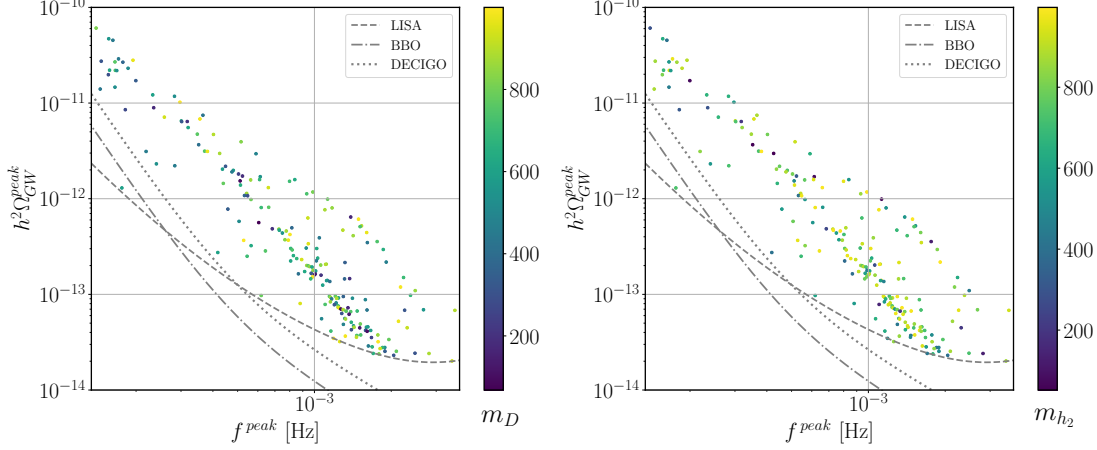 10⁻¹⁰
10⁻¹¹
10⁻¹²
10⁻¹³
10⁻¹⁴
h²Ω_GW^peak
LISA
BBO
DECIGO
10⁻³
f^peak [Hz]
800
600
400
200
m_D
10⁻¹⁰
10⁻¹¹
10⁻¹²
10⁻¹³
10⁻¹⁴
h²Ω_GW^peak
LISA
BBO
DECIGO
10⁻³
f^peak [Hz]
800
600
400
200
m_h₂